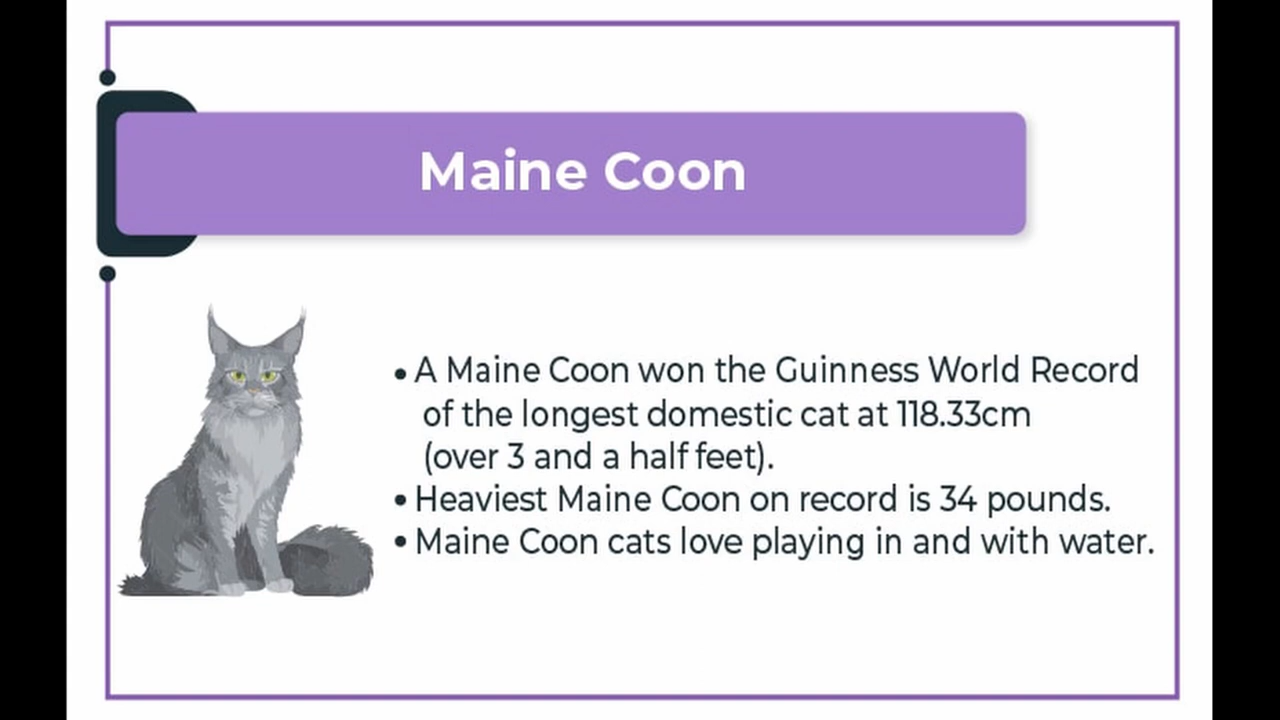 Maine Coon
• A Maine Coon won the Guinness World Record
of the longest domestic cat at 118.33cm
(over 3 and a half feet).
• Heaviest Maine Coon on record is 34 pounds.
• Maine Coon cats love playing in and with water.